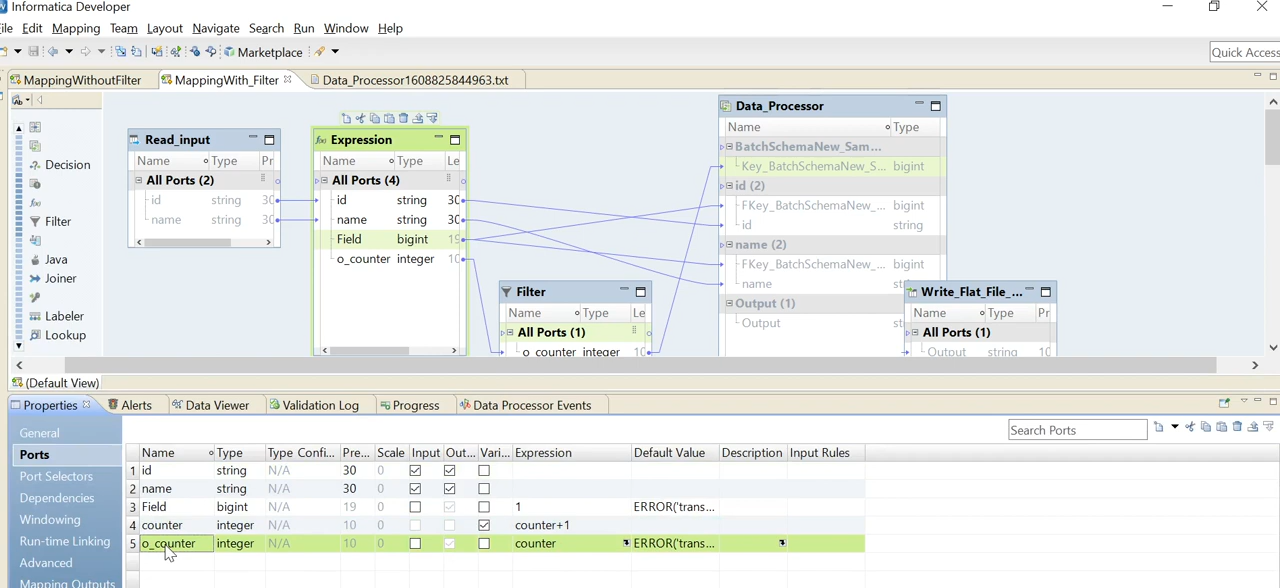 Informatica Developer
ile Edit Mapping Team Layout Navigate Search Run Window Help
Marketplace
Quick Access
MappingWithoutFilter MappingWith_Filter Data_Processor1608825844963.txt
Ab
Decision
Filter
Java
Joiner
Labeler
Lookup
Read_input
Name Type Pr
All Ports (2)
id string 30
name string 30
Expression
Name Type Le
All Ports (4)
id string 30
name string 30
Field bigint 19
o_counter integer 10
Filter
Name Type Le
All Ports (1)
o_counter integer 10
Data_Processor
Name Type
BatchSchemaNew_Sam...
Key_BatchSchemaNew_S... bigint
id (2)
FKey_BatchSchemaNew_... bigint
id string
name (2)
FKey_BatchSchemaNew_... bigint
name st
Output (1)
Output st
Write_Flat_File_...
Name Type Pr
All Ports (1)
Output string 10
(Default View)
Properties Alerts Data Viewer Validation Log Progress Data Processor Events
General
Ports
Port Selectors
Dependencies
Windowing
Run-time Linking
Advanced
Mapping Outputs
Search Ports
Name Type Type Confi... Pre... Scale Input Out... Vari... Expression Default Value Description Input Rules
1 id string N/A 30 0
2 name string N/A 30 0
3 Field bigint N/A 19 0 1 ERROR('trans...
4 counter integer N/A 10 0 counter+1
5 o_counter integer N/A 10 0 counter ERROR('trans...